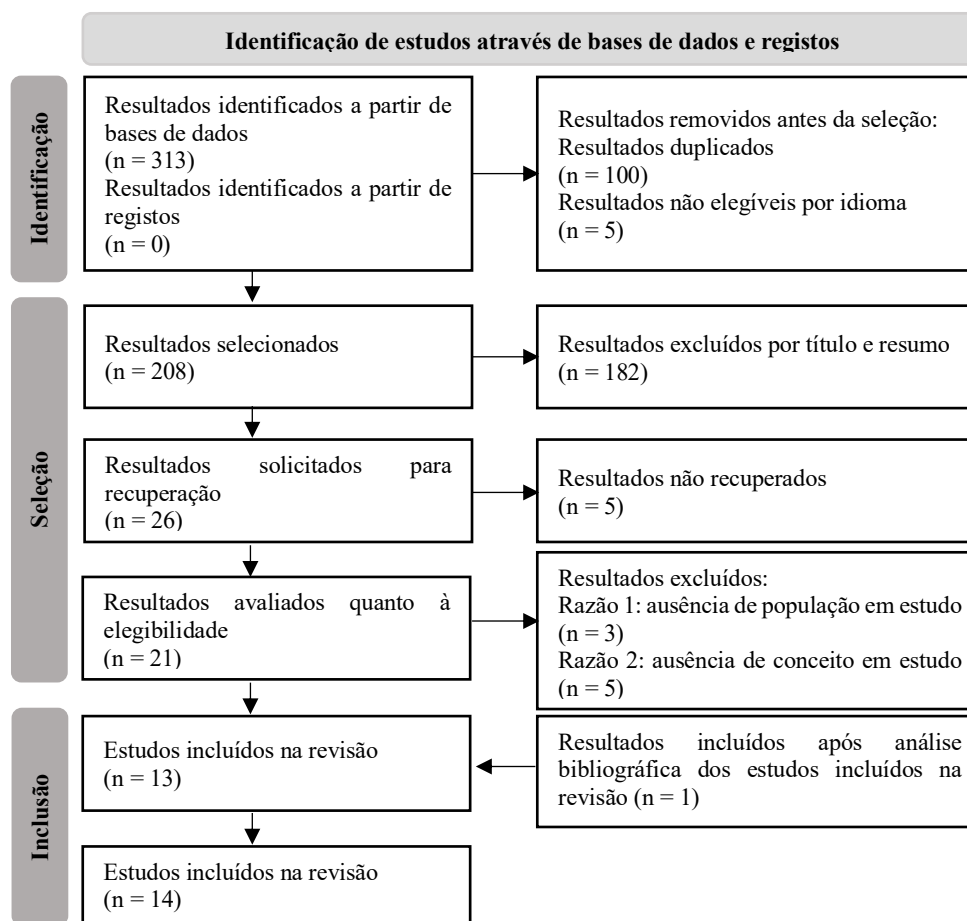 Identificação de estudos através de bases de dados e registos
Identificação
Resultados identificados a partir de
bases de dados
(n = 313)
Resultados identificados a partir de
registos
(n = 0)
Resultados removidos antes da seleção:
Resultados duplicados
(n = 100)
Resultados não elegíveis por idioma
(n = 5)
Seleção
Resultados selecionados
(n = 208)
Resultados excluídos por título e resumo
(n = 182)
Resultados solicitados para
recuperação
(n = 26)
Resultados não recuperados
(n = 5)
Resultados avaliados quanto à
elegibilidade
(n = 21)
Resultados excluídos:
Razão 1: ausência de população em estudo
(n = 3)
Razão 2: ausência de conceito em estudo
(n = 5)
Inclusão
Estudos incluídos na revisão
(n = 13)
Resultados incluídos após análise
bibliográfica dos estudos incluídos na
revisão (n = 1)
Estudos incluídos na revisão
(n = 14)